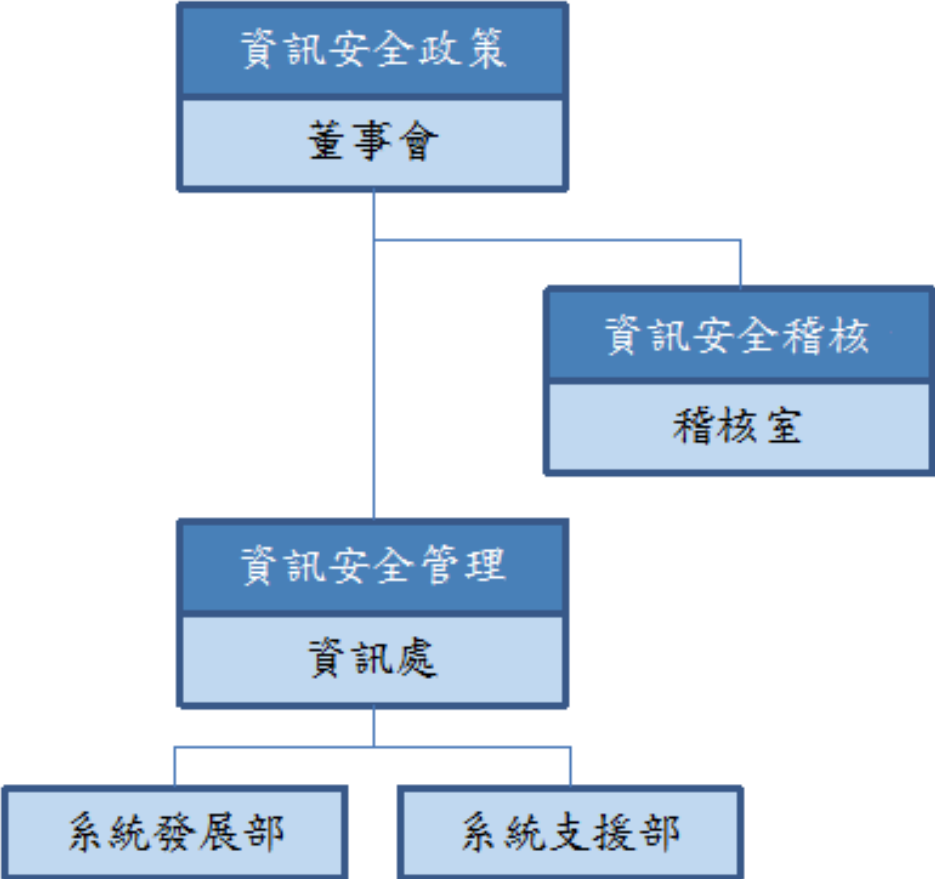 資訊安全政策
董事會
資訊安全稽核
稽核室
資訊安全管理
資訊處
系統發展部
系統支援部